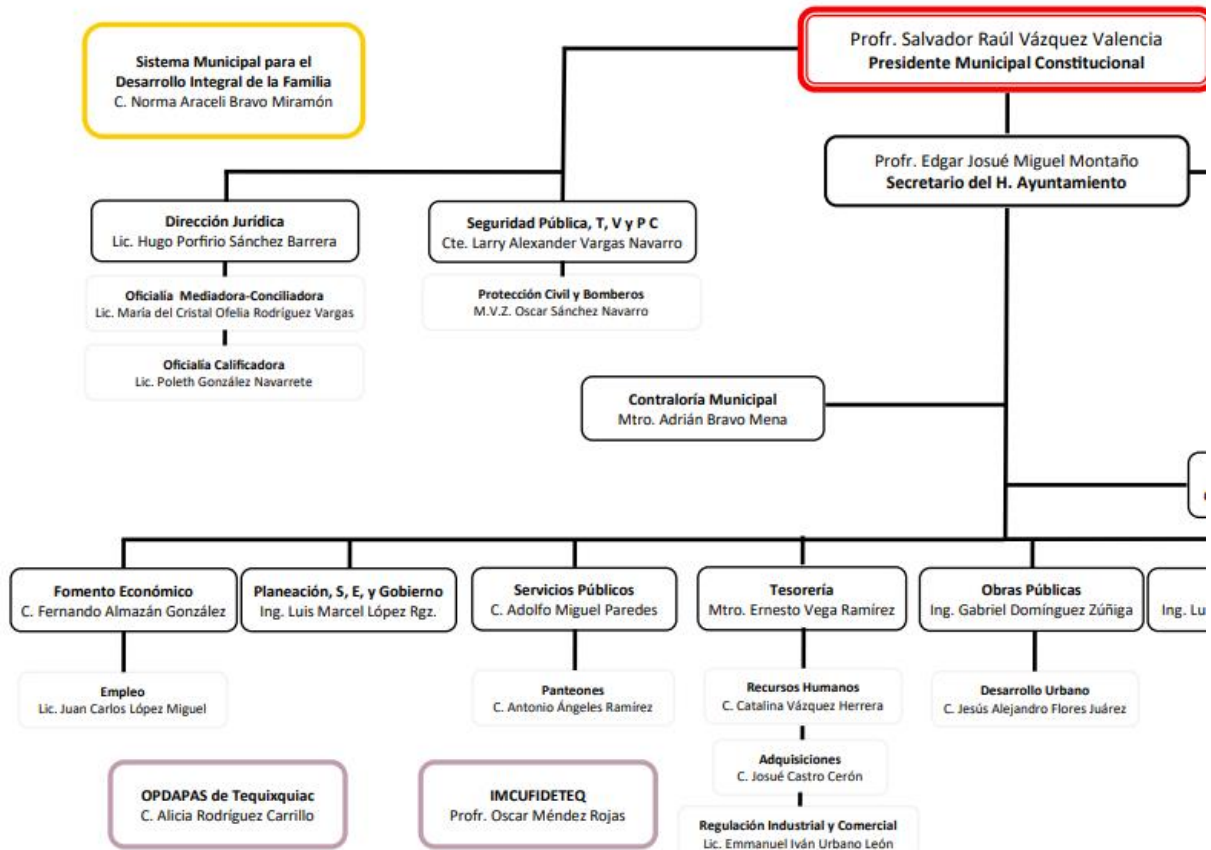 Sistema Municipal para el
Desarrollo Integral de la Familia
C. Norma Araceli Bravo Miramón
Profr. Salvador Raúl Vázquez Valencia
Presidente Municipal Constitucional
Profr. Edgar Josué Miguel Montaño
Secretario del H. Ayuntamiento
Dirección Jurídica
Lic. Hugo Porfirio Sánchez Barrera
Oficialía Mediadora-Conciliadora
Lic. María del Cristal Ofelia Rodríguez Vargas
Oficialía Calificadora
Lic. Poleth González Navarrete
Seguridad Pública, T, V y P C
Cte. Larry Alexander Vargas Navarro
Protección Civil y Bomberos
M.V.Z. Oscar Sánchez Navarro
Contraloría Municipal
Mtro. Adrián Bravo Mena
Fomento Económico
C. Fernando Almazán González
Empleo
Lic. Juan Carlos López Miguel
Planeación, S, E, y Gobierno
Ing. Luis Marcel López Rgz.
Servicios Públicos
C. Adolfo Miguel Paredes
Panteones
C. Antonio Ángeles Ramírez
Tesorería
Mtro. Ernesto Vega Ramírez
Recursos Humanos
C. Catalina Vázquez Herrera
Adquisiciones
C. Josué Castro Cerón
Regulación Industrial y Comercial
Lic. Emmanuel Iván Urbano León
Obras Públicas
Ing. Gabriel Domínguez Zúñiga
Desarrollo Urbano
C. Jesús Alejandro Flores Juárez
Ing. Lu
OPDAPAS de Tequixquiac
C. Alicia Rodríguez Carrillo
IMCUFIDETEQ
Profr. Oscar Méndez Rojas